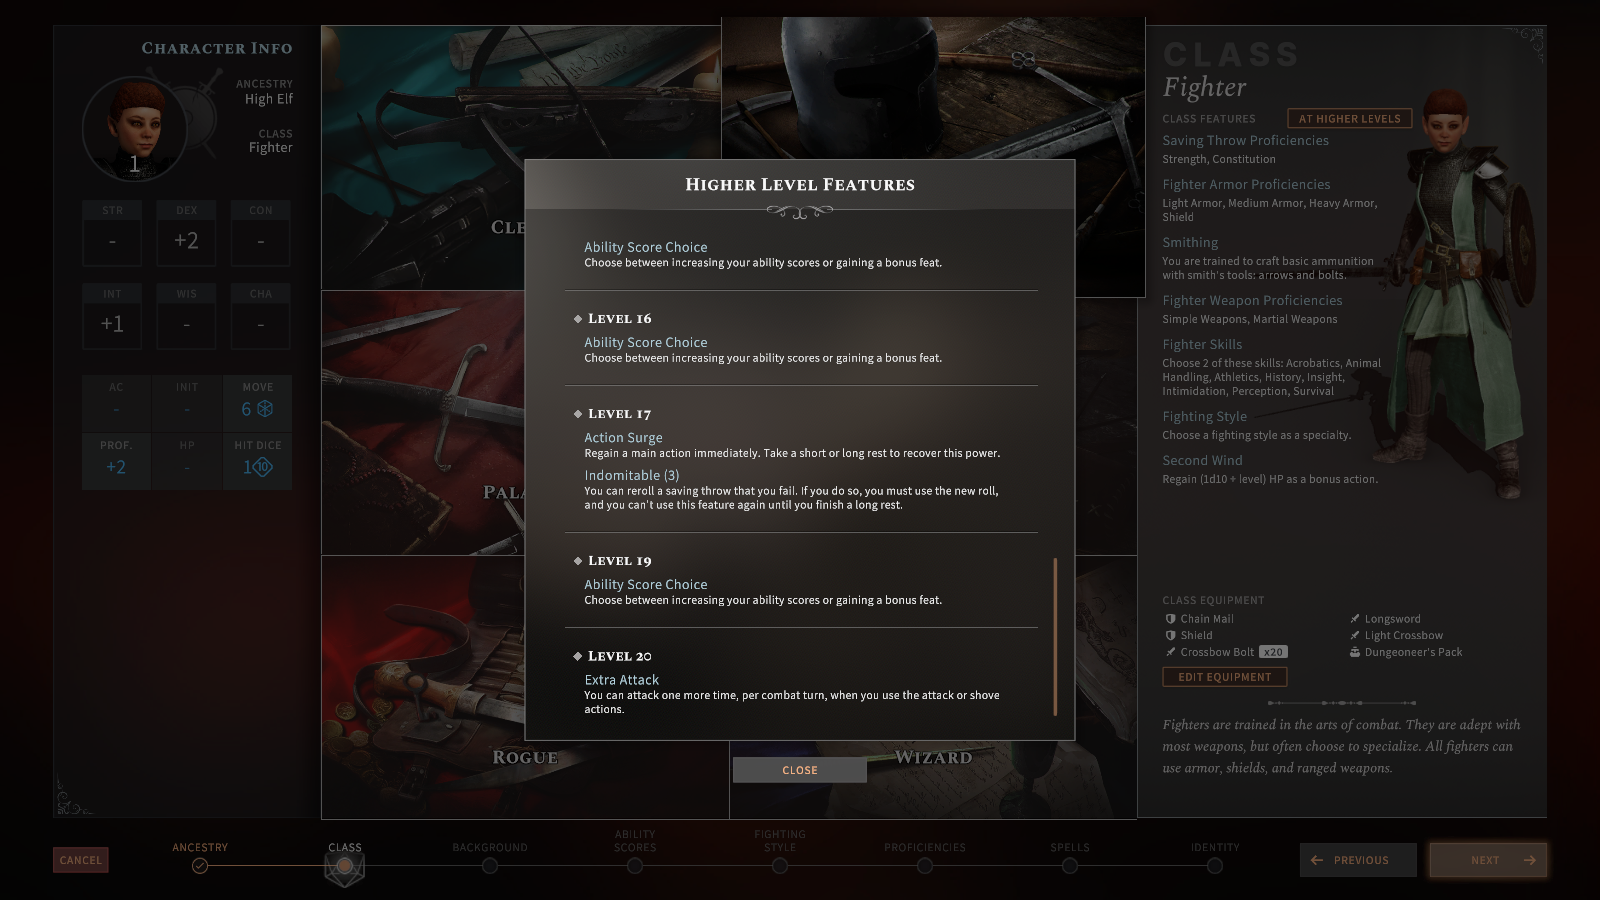 CHARACTER INFO
ANCESTRY
High Elf
CLASS
Fighter
1
STR
DEX
CON
-
+2
-
INT
WIS
CHA
+1
-
-
AC
INIT
MOVE
-
-
6
PROF.
HP
HIT DICE
+2
-
1 10
CLE
PALA
ROGUE
WIZARD
HIGHER LEVEL FEATURES
Ability Score Choice
Choose between increasing your ability scores or gaining a bonus feat.
LEVEL 16
Ability Score Choice
Choose between increasing your ability scores or gaining a bonus feat.
LEVEL 17
Action Surge
Regain a main action immediately. Take a short or long rest to recover this power.
Indomitable (3)
You can reroll a saving throw that you fail. If you do so, you must use the new roll,
and you can't use this feature again until you finish a long rest.
LEVEL 19
Ability Score Choice
Choose between increasing your ability scores or gaining a bonus feat.
LEVEL 20
Extra Attack
You can attack one more time, per combat turn, when you use the attack or shove
actions.
CLOSE
CLASS
Fighter
CLASS FEATURES
AT HIGHER LEVELS
Saving Throw Proficiencies
Strength, Constitution
Fighter Armor Proficiencies
Light Armor, Medium Armor, Heavy Armor,
Shield
Smithing
You are trained to craft basic ammunition
with smith's tools: arrows and bolts.
Fighter Weapon Proficiencies
Simple Weapons, Martial Weapons
Fighter Skills
Choose 2 of these skills: Acrobatics, Animal
Handling, Athletics, History, Insight,
Intimidation, Perception, Survival
Fighting Style
Choose a fighting style as a specialty.
Second Wind
Regain (1d10 + level) HP as a bonus action.
CLASS EQUIPMENT
Chain Mail
Longsword
Shield
Light Crossbow
Crossbow Bolt x20
Dungeoneer's Pack
EDIT EQUIPMENT
Fighters are trained in the arts of combat. They are adept with
most weapons, but often choose to specialize. All fighters can
use armor, shields, and ranged weapons.
CANCEL
ANCESTRY
CLASS
BACKGROUND
ABILITY
SCORES
FIGHTING
STYLE
PROFICIENCIES
SPELLS
IDENTITY
PREVIOUS
NEXT